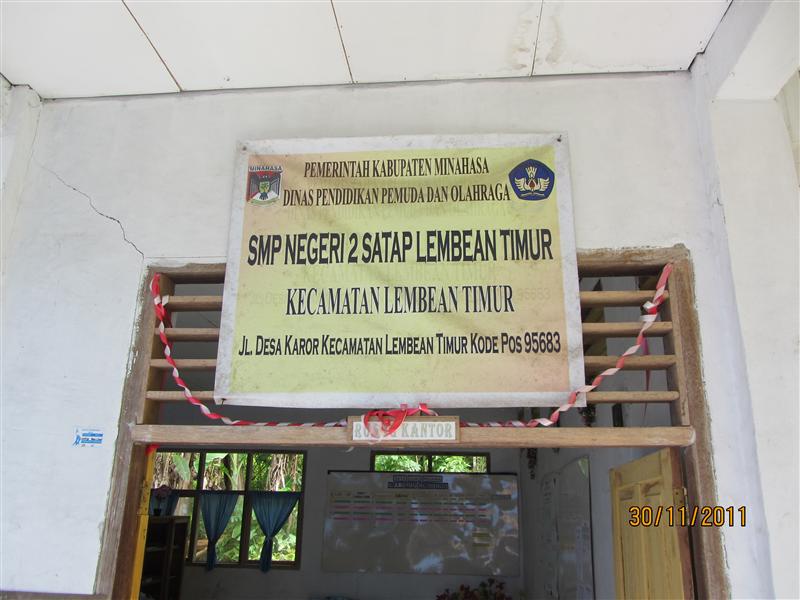 MINAHASA
PEMERINTAH KABUPATEN MINAHASA
DINAS PENDIDIKAN PEMUDA DAN OLAHRAGA
SMP NEGERI 2 SATAP LEMBEAN TIMUR
KECAMATAN LEMBEAN TIMUR
JL. DESA KAROR KECAMATAN LEMBEAN TIMUR KODE POS 95683
KANTOR
30/11/2011